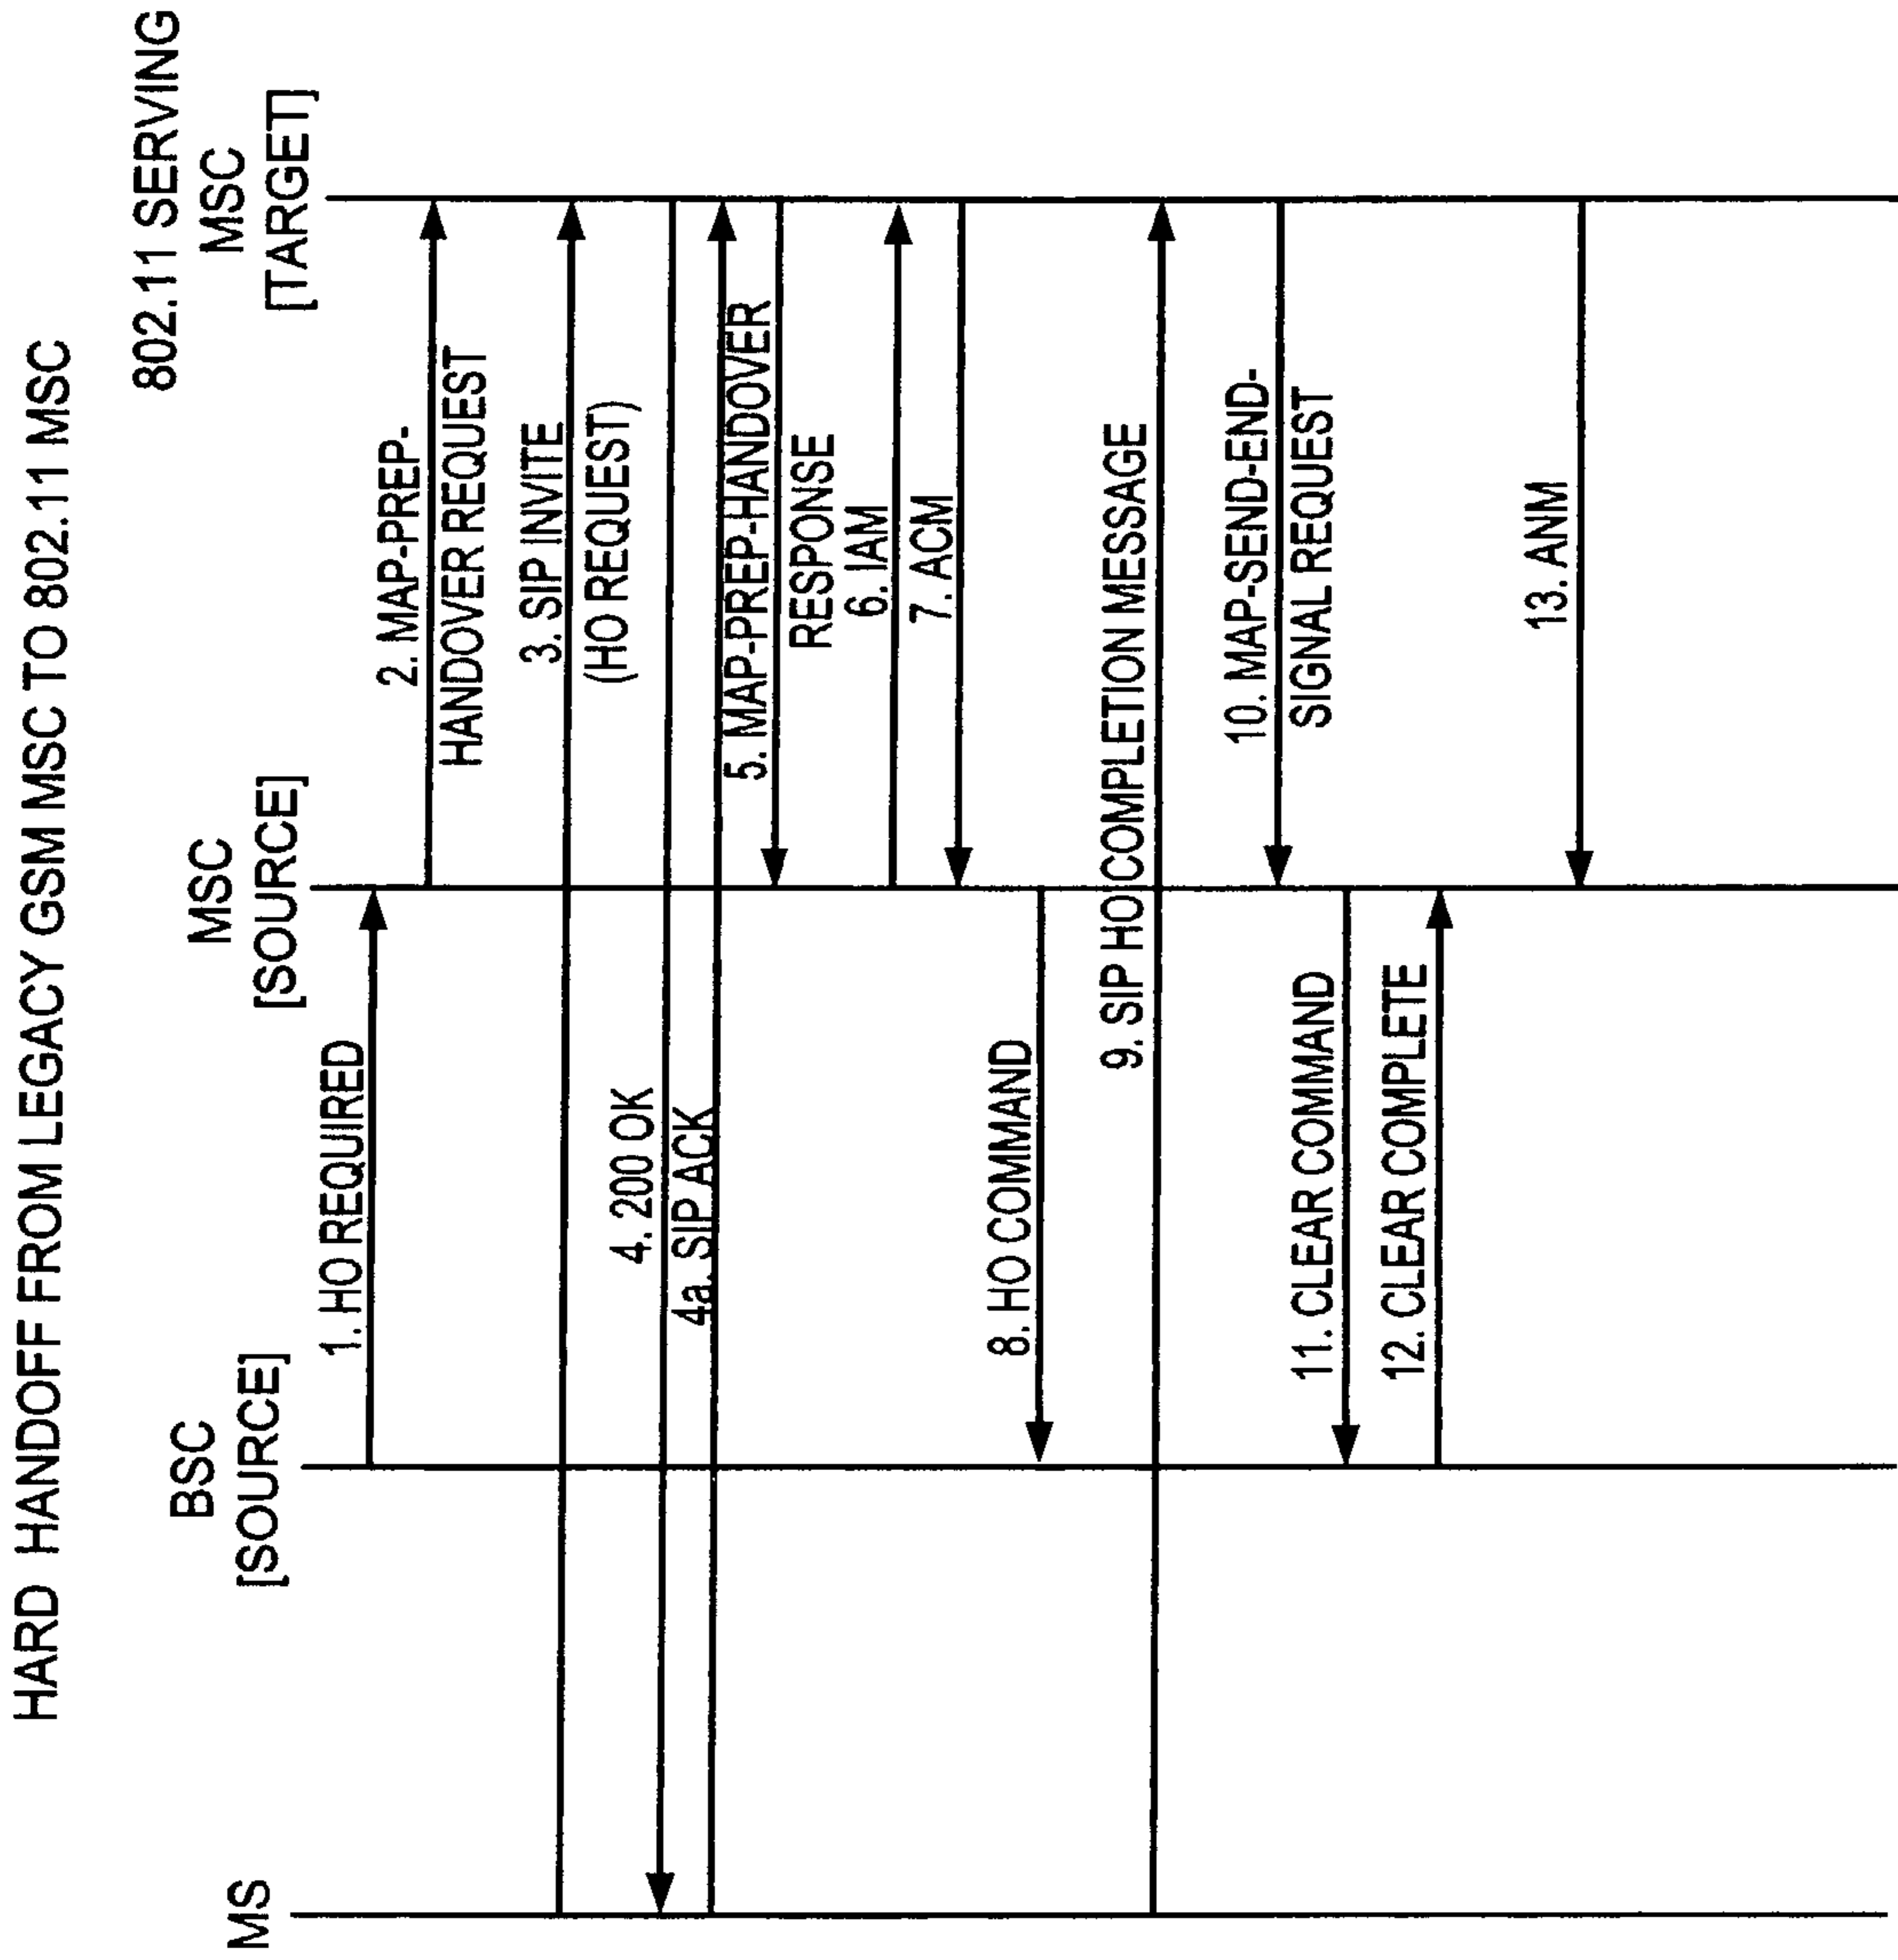 HARD HANDOFF FROM LEGACY GSM MSC TO 802.11 MSC
MS
BSC
[SOURCE]
MSC
[SOURCE]
802.11 SERVING
MSC
[TARGET]
1. HO REQUIRED
2. MAP-PREP-
HANDOVER REQUEST
3. SIP INVITE
(HO REQUEST)
4. 200 OK
4a. SIP ACK
5. MAP-PREP-HANDOVER
RESPONSE
6. IAM
7. ACM
8. HO COMMAND
9. SIP HO COMPLETION MESSAGE
10. MAP-SEND-END-
SIGNAL REQUEST
11. CLEAR COMMAND
12. CLEAR COMPLETE
13. ANM